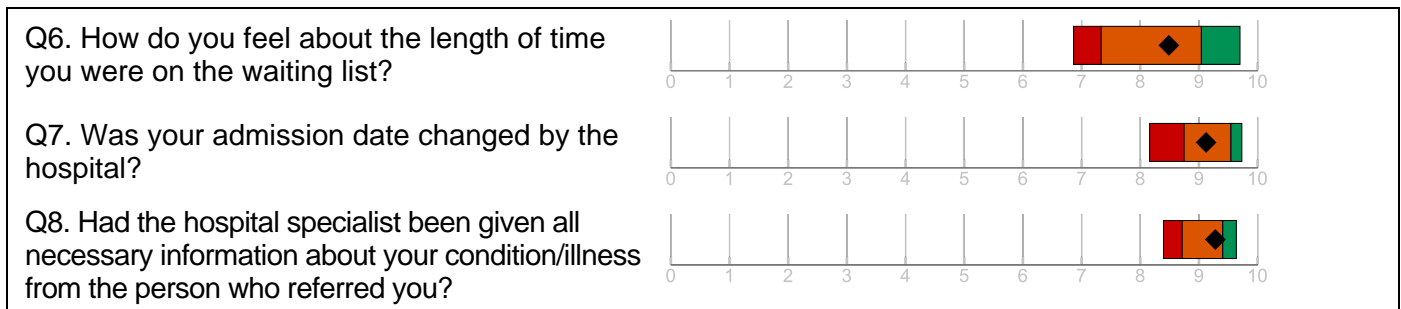 Q6. How do you feel about the length of time
you were on the waiting list?
0 1 2 3 4 5 6 7 8 9 10
Q7. Was your admission date changed by the
hospital?
0 1 2 3 4 5 6 7 8 9 10
Q8. Had the hospital specialist been given all
necessary information about your condition/illness
from the person who referred you?
0 1 2 3 4 5 6 7 8 9 10